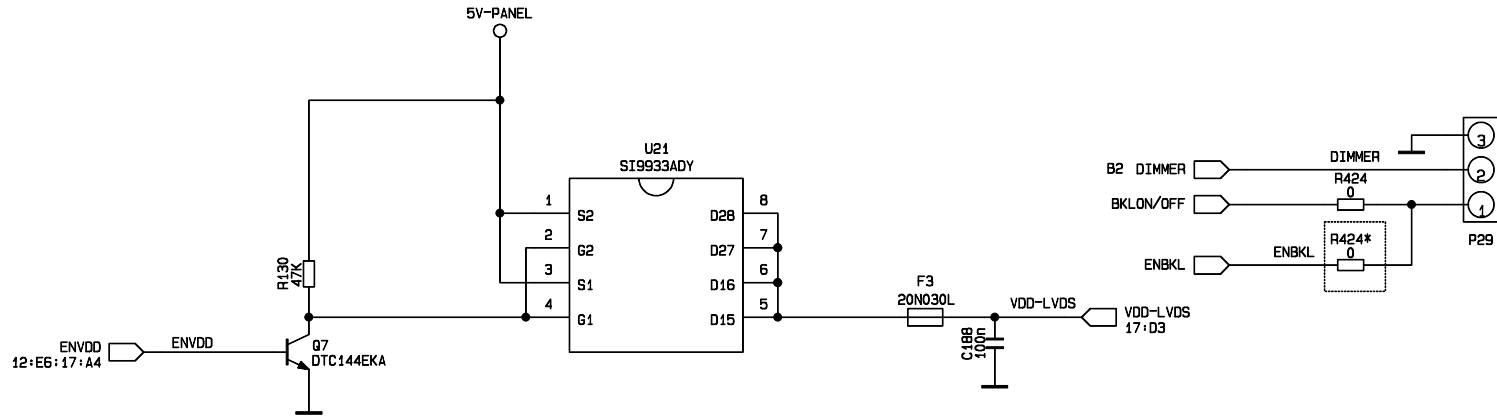 5V-PANEL
U21
SI9933ADY
1
S2
2
G2
3
S1
4
G1
8
D28
7
D27
6
D16
5
D15
R130
47K
ENVDD
12:E6:17:A4
ENVDD
Q7
DTC144EKA
F3
20N030L
VDD-LVDS
C188
100n
VDD-LVDS
17:D3
B2 DIMMER
DIMMER
BKLON/OFF
R424
0
ENBKL
ENBKL
R424*
0
3
2
1
P29